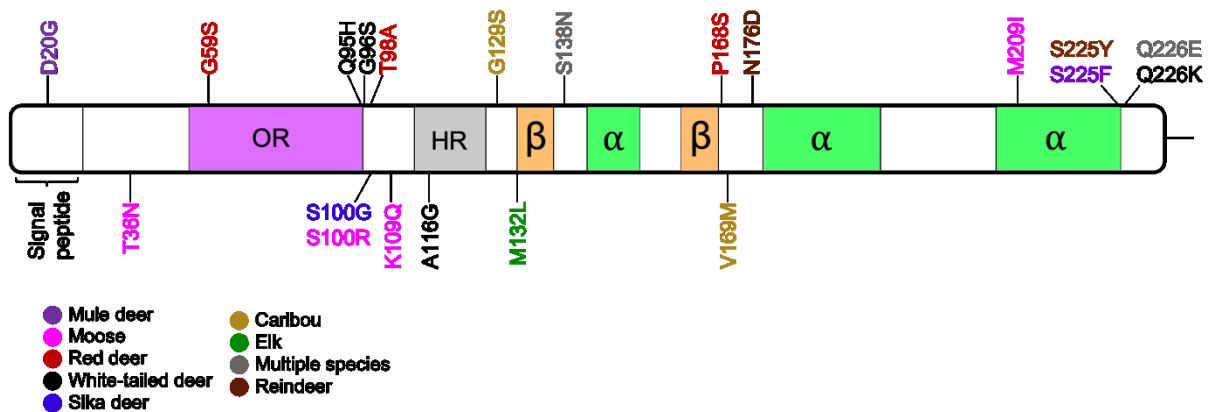 D20G
G59S
Q95H
G96S
T98A
G129S
S138N
P168S
N176D
M209I
S225Y
S225F
Q226E
Q226K
OR
HR
β
α
β
α
α
Signal
peptide
T36N
S100G
S100R
K109Q
A116G
M132L
V169M
Mule deer
Moose
Red deer
White-tailed deer
Sika deer
Caribou
Elk
Multiple species
Reindeer